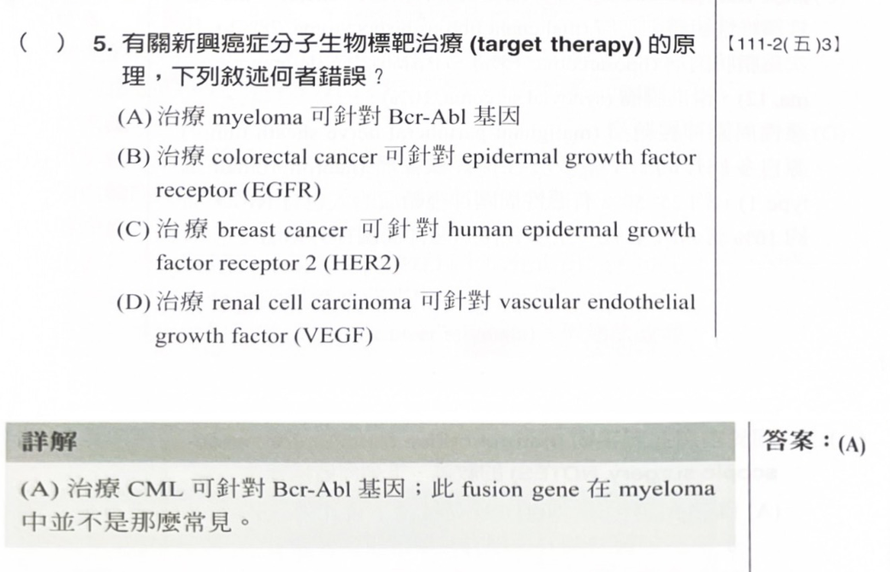 (　) 5. 有關新興癌症分子生物標靶治療 (target therapy) 的原
理，下列敘述何者錯誤？
【111-2(五)3】
(A) 治療 myeloma 可針對 Bcr-Abl 基因
(B) 治療 colorectal cancer 可針對 epidermal growth factor
receptor (EGFR)
(C) 治療 breast cancer 可針對 human epidermal growth
factor receptor 2 (HER2)
(D) 治療 renal cell carcinoma 可針對 vascular endothelial
growth factor (VEGF)
詳解
答案：(A)
(A) 治療 CML 可針對 Bcr-Abl 基因；此 fusion gene 在 myeloma
中並不是那麼常見。